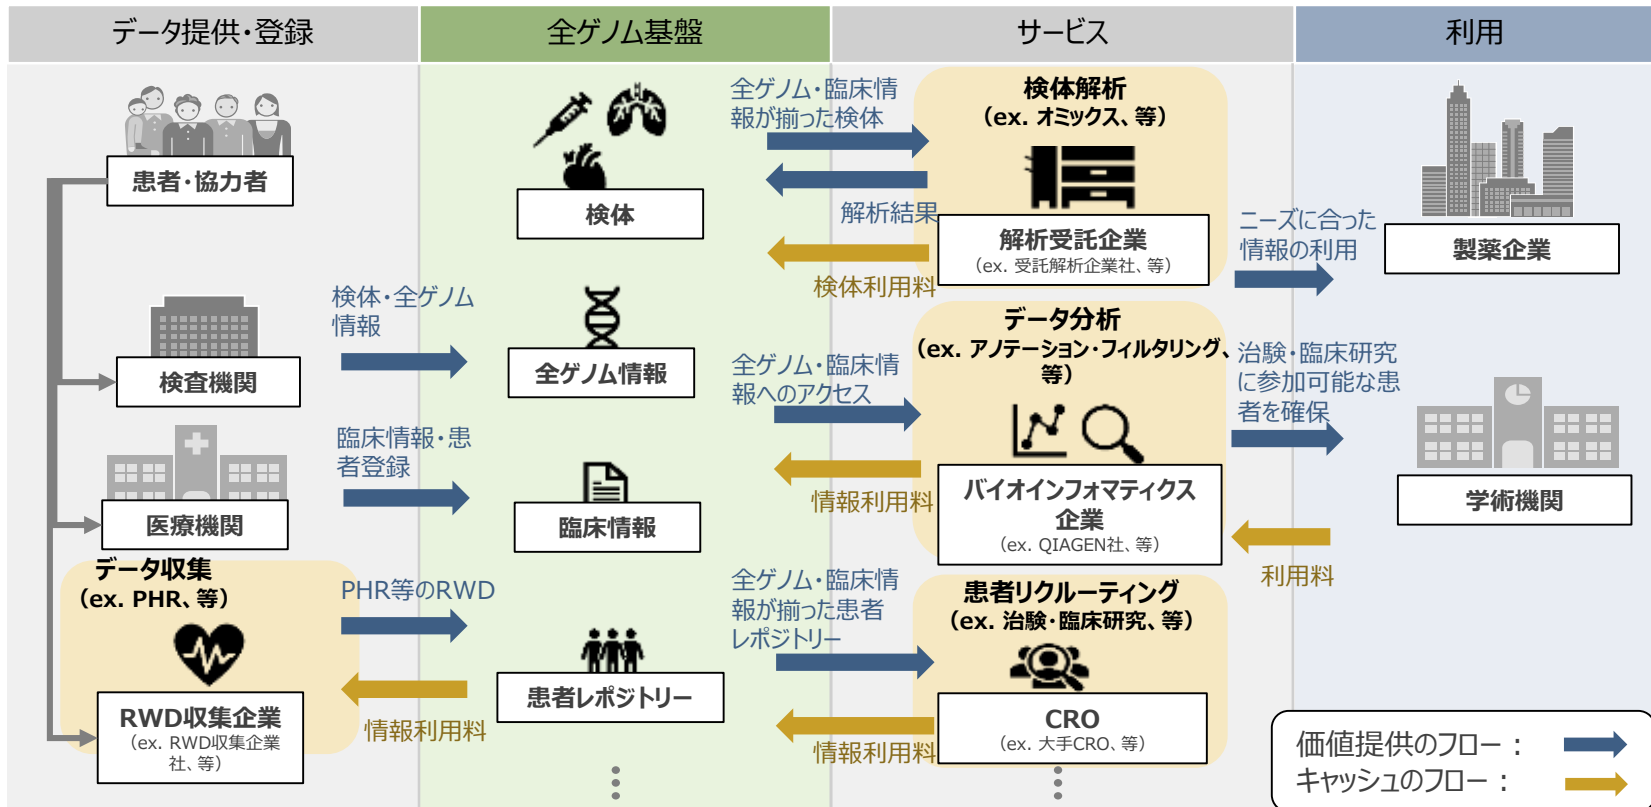 データ提供・登録
全ゲノム基盤
サービス
利用
患者・協力者
検査機関
医療機関
データ収集
(ex. PHR、等)
RWD収集企業
(ex. RWD収集企業
社、等)
検体・全ゲノム
情報
臨床情報・患
者登録
PHR等のRWD
情報利用料
検体
全ゲノム情報
臨床情報
患者レポジトリー
全ゲノム・臨床情
報が揃った検体
解析結果
検体利用料
全ゲノム・臨床情
報へのアクセス
情報利用料
全ゲノム・臨床情
報が揃った患者
レポジトリー
情報利用料
検体解析
(ex. オミックス、等)
解析受託企業
(ex. 受託解析企業社、等)
データ分析
(ex. アノテーション・フィルタリング、
等)
バイオインフォマティクス
企業
(ex. QIAGEN社、等)
患者リクルーティング
(ex. 治験・臨床研究、等)
CRO
(ex. 大手CRO、等)
ニーズに合った
情報の利用
治験・臨床研究
に参加可能な患
者を確保
利用料
製薬企業
学術機関
価値提供のフロー：
キャッシュのフロー：